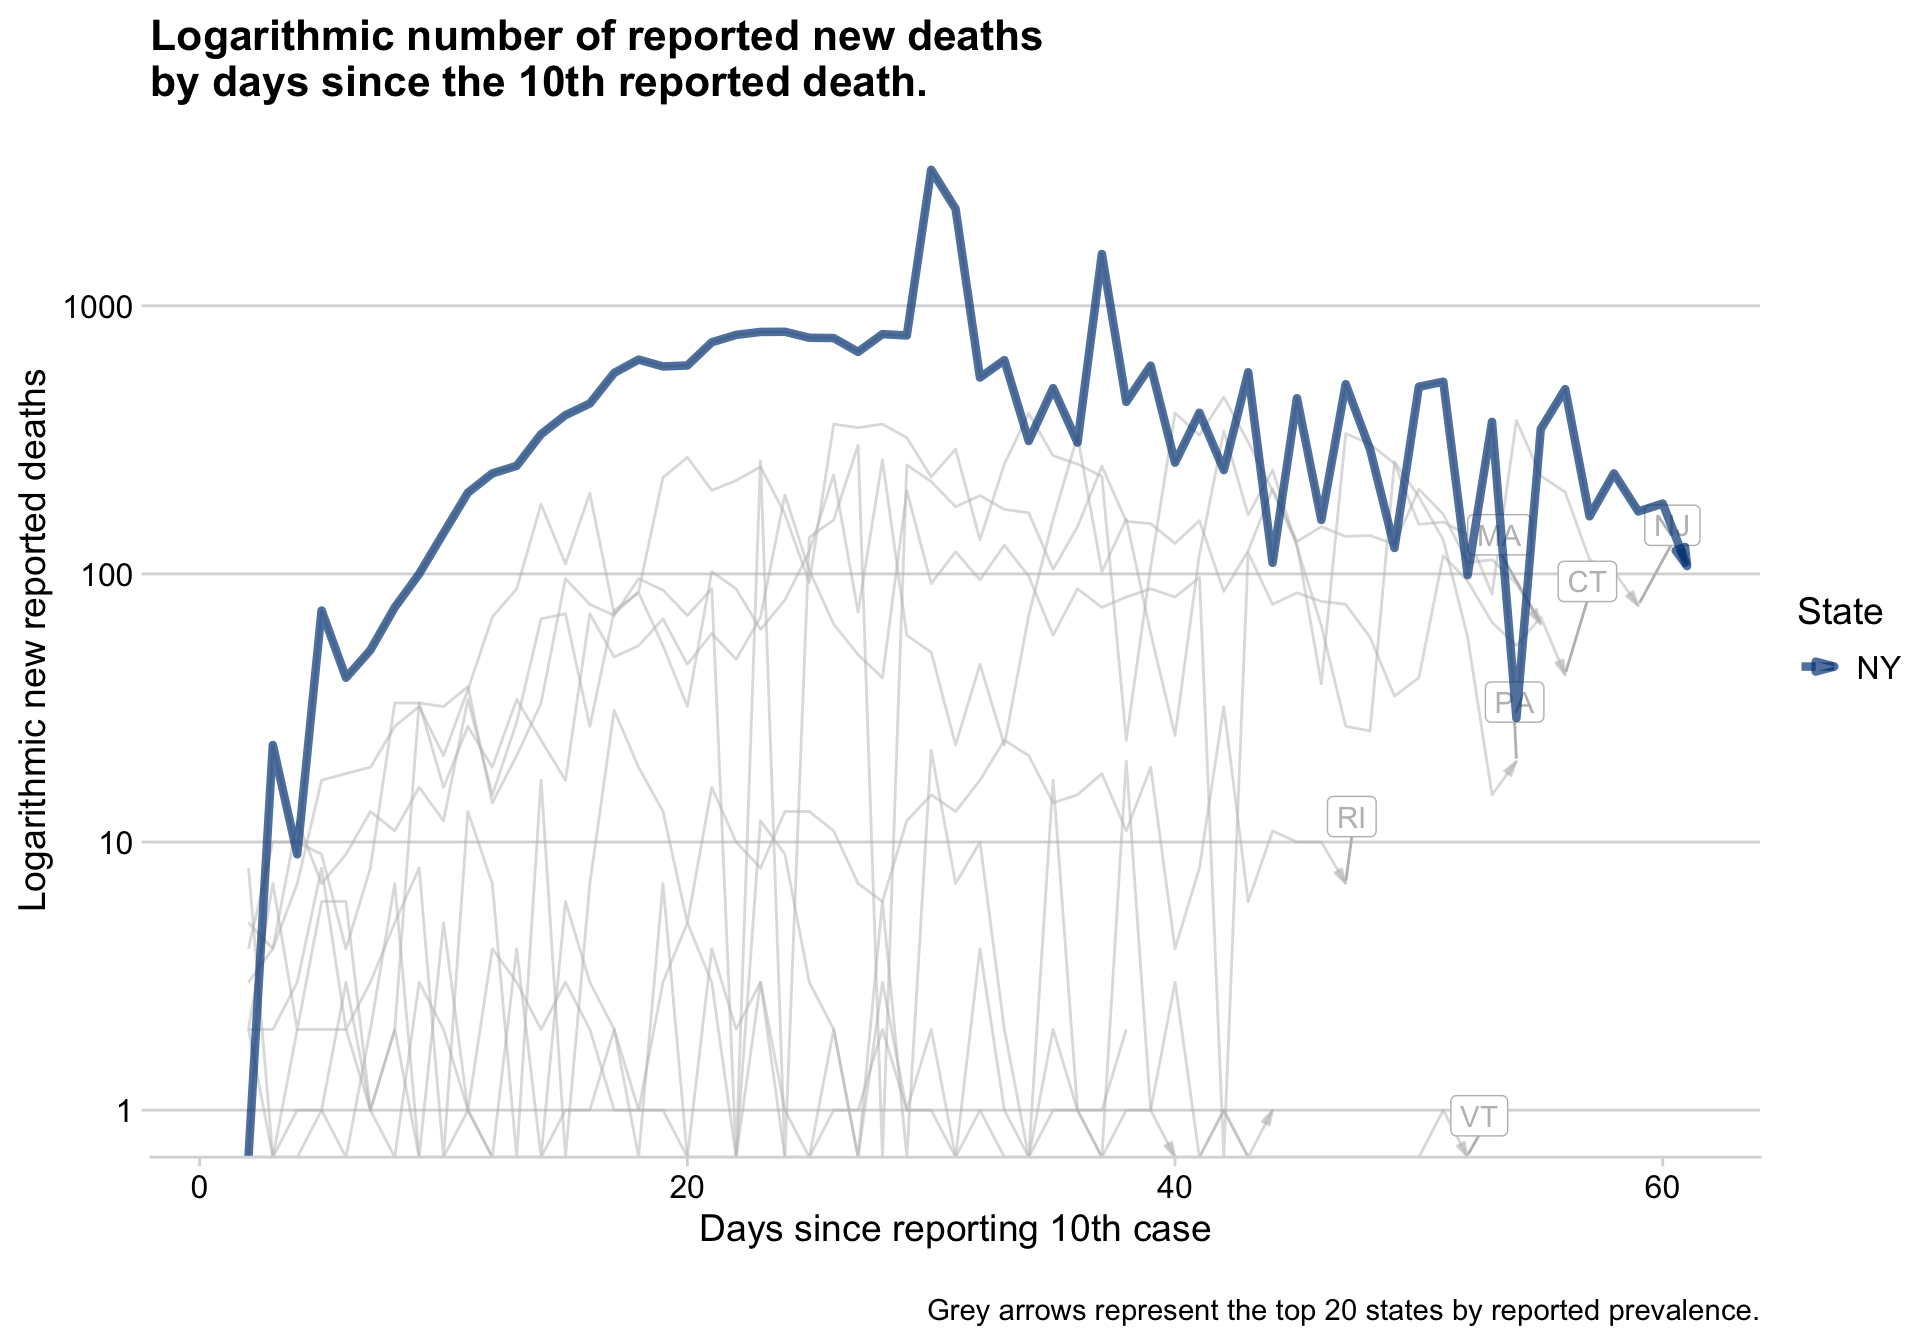 Logarithmic number of reported new deaths
by days since the 10th reported death.
Logarithmic new reported deaths
1000
100
10
1
MA
NJ
CT
PA
RI
VT
State
NY
0
20
40
60
Days since reporting 10th case
Grey arrows represent the top 20 states by reported prevalence.